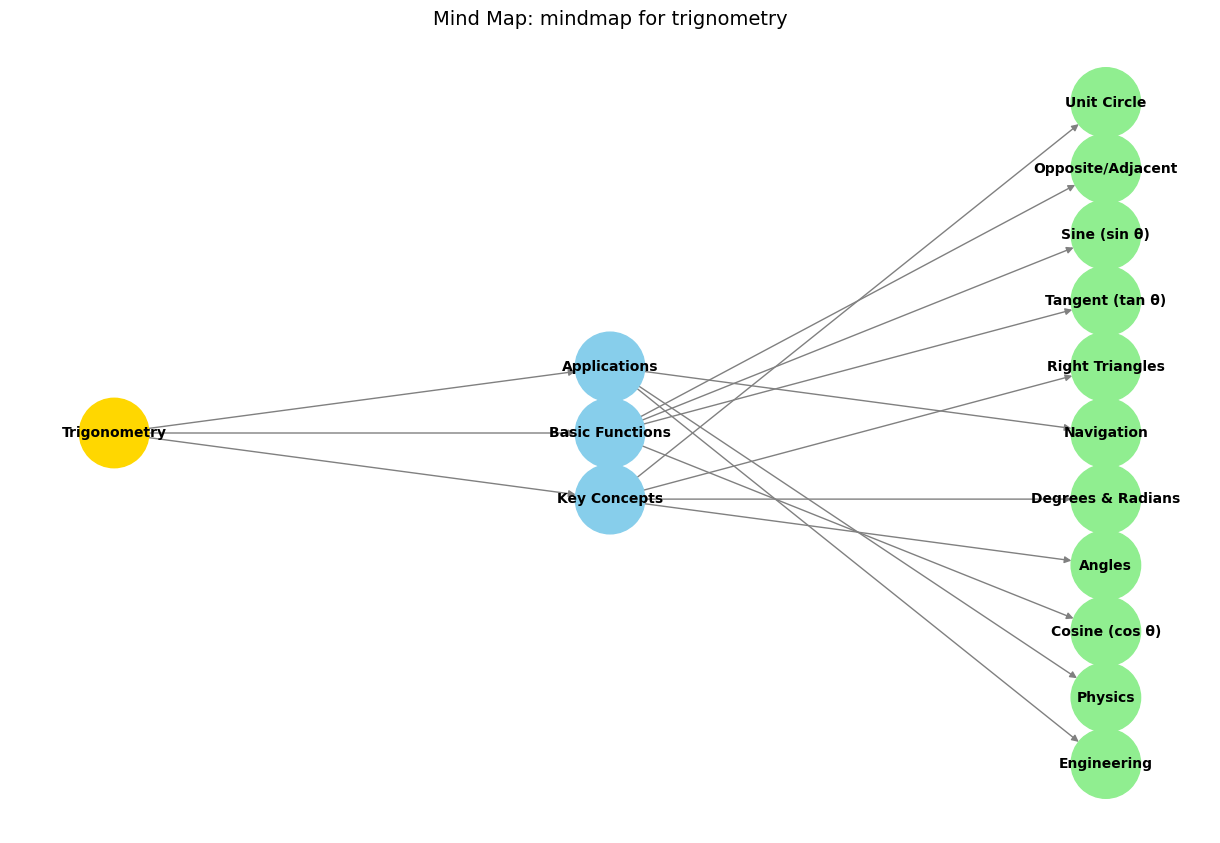 Mind Map: mindmap for trignometry
Trigonometry
Applications
Basic Functions
Key Concepts
Unit Circle
Opposite/Adjacent
Sine (sin θ)
Tangent (tan θ)
Right Triangles
Navigation
Degrees & Radians
Angles
Cosine (cos θ)
Physics
Engineering